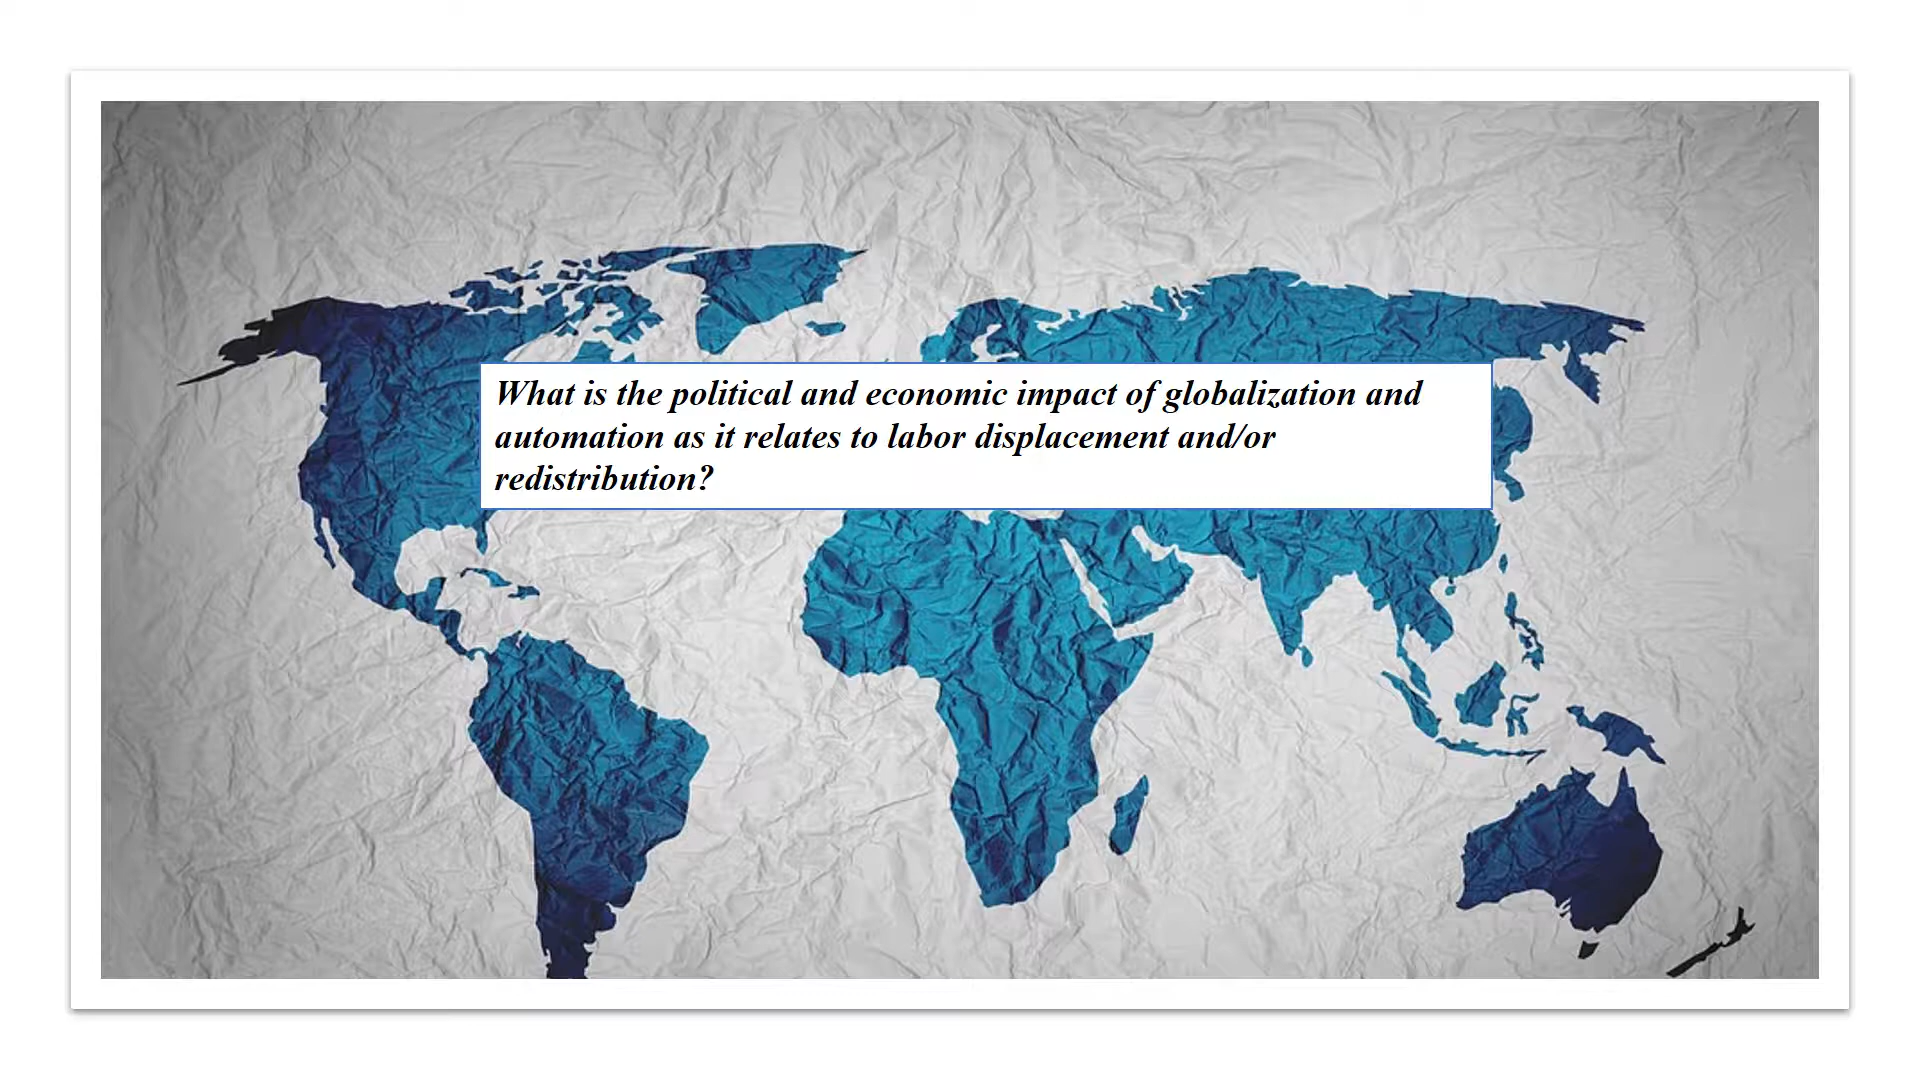 What is the political and economic impact of globalization and
automation as it relates to labor displacement and/or
redistribution?